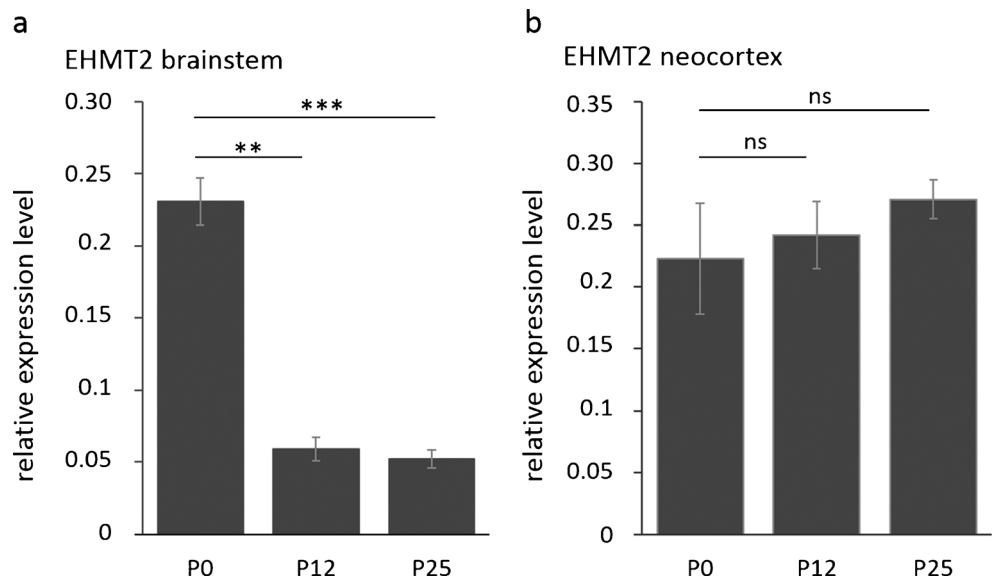 a
EHMT2 brainstem
relative expression level
0.30
0.25
0.2
0.15
0.1
0.05
0
***
**
P0 P12 P25
b
EHMT2 neocortex
relative expression level
0.35
0.30
0.25
0.2
0.15
0.1
0.05
0
ns
ns
P0 P12 P25